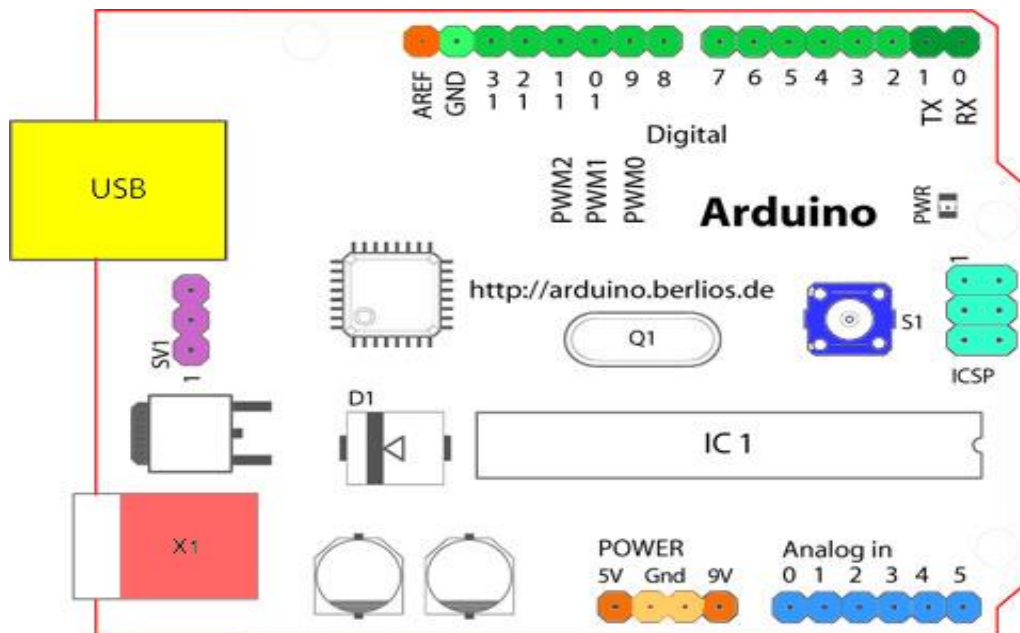 AREF
GND
13
12
11
10
9
8
7
6
5
4
3
2
1
0
TX
RX
Digital
USB
PWM2
PWM1
PWM0
Arduino
PWR
1
http://arduino.berlios.de
S1
Q1
SV1
1
ICSP
D1
IC 1
X1
POWER
5V Gnd 9V
Analog in
0 1 2 3 4 5